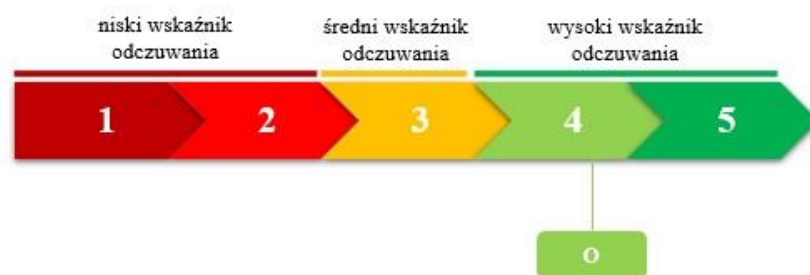 niski wskaźnik
odczuwania
średni wskaźnik
odczuwania
wysoki wskaźnik
odczuwania
1 2 3 4 5
O